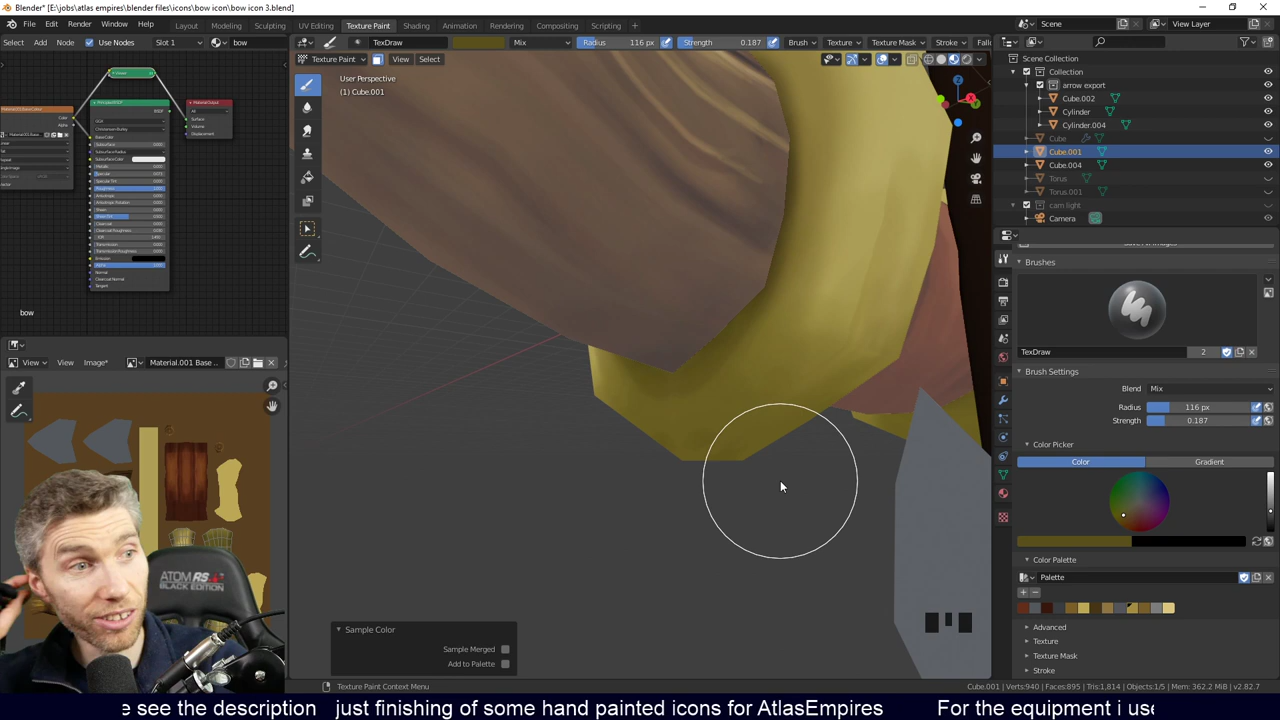 Blender* [E:\jobs\atlas empires\blender files\icons\bow icon\bow icon 3.blend]
File Edit Render Window Help Layout Modeling Sculpting UV Editing Texture Paint Shading Animation Rendering Compositing Scripting Scene View Layer
Select Add Node Use Nodes Slot 1 bow TexDraw Mix Radius 116 px Strength 0.187 Brush Texture Texture Mask Stroke
Texture Paint View Select
User Perspective
(1) Cube.001
bow
View View Image* Material.001 Base ...
ATOM RS
BLACK EDITION
Sample Color
Sample Merged
Add to Palette
Scene Collection
Collection
arrow export
Cube.002
Cylinder
Cylinder.004
Cube
Cube.001
Cube.004
Torus
Torus.001
cam light
Camera
Brushes
TexDraw 2
Brush Settings
Blend Mix
Radius 116 px
Strength 0.187
Color Picker
Color Gradient
Color Palette
Palette
Advanced
Texture
Texture Mask
Stroke
Texture Paint Context Menu
Cube.001 | Verts:940 | Faces:895 | Tris:1,814 | Objects:1/5 | Mem: 362.2 MiB | v2.82.7
e see the description just finishing of some hand painted icons for AtlasEmpires For the equipment i use